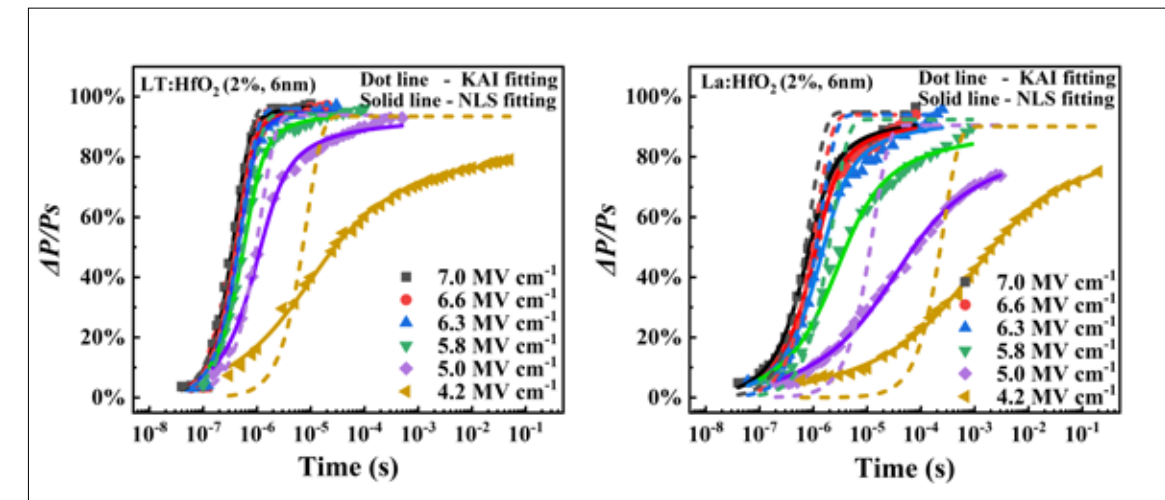 LT:HfO₂ (2%, 6nm)
Dot line - KAI fitting
Solid line - NLS fitting
100%
80%
60%
40%
20%
0%
ΔP/Ps
7.0 MV cm⁻¹
6.6 MV cm⁻¹
6.3 MV cm⁻¹
5.8 MV cm⁻¹
5.0 MV cm⁻¹
4.2 MV cm⁻¹
10⁻⁸ 10⁻⁷ 10⁻⁶ 10⁻⁵ 10⁻⁴ 10⁻³ 10⁻² 10⁻¹
Time (s)
La:HfO₂ (2%, 6nm)
Dot line - KAI fitting
Solid line - NLS fitting
100%
80%
60%
40%
20%
0%
ΔP/Ps
7.0 MV cm⁻¹
6.6 MV cm⁻¹
6.3 MV cm⁻¹
5.8 MV cm⁻¹
5.0 MV cm⁻¹
4.2 MV cm⁻¹
10⁻⁸ 10⁻⁷ 10⁻⁶ 10⁻⁵ 10⁻⁴ 10⁻³ 10⁻² 10⁻¹
Time (s)